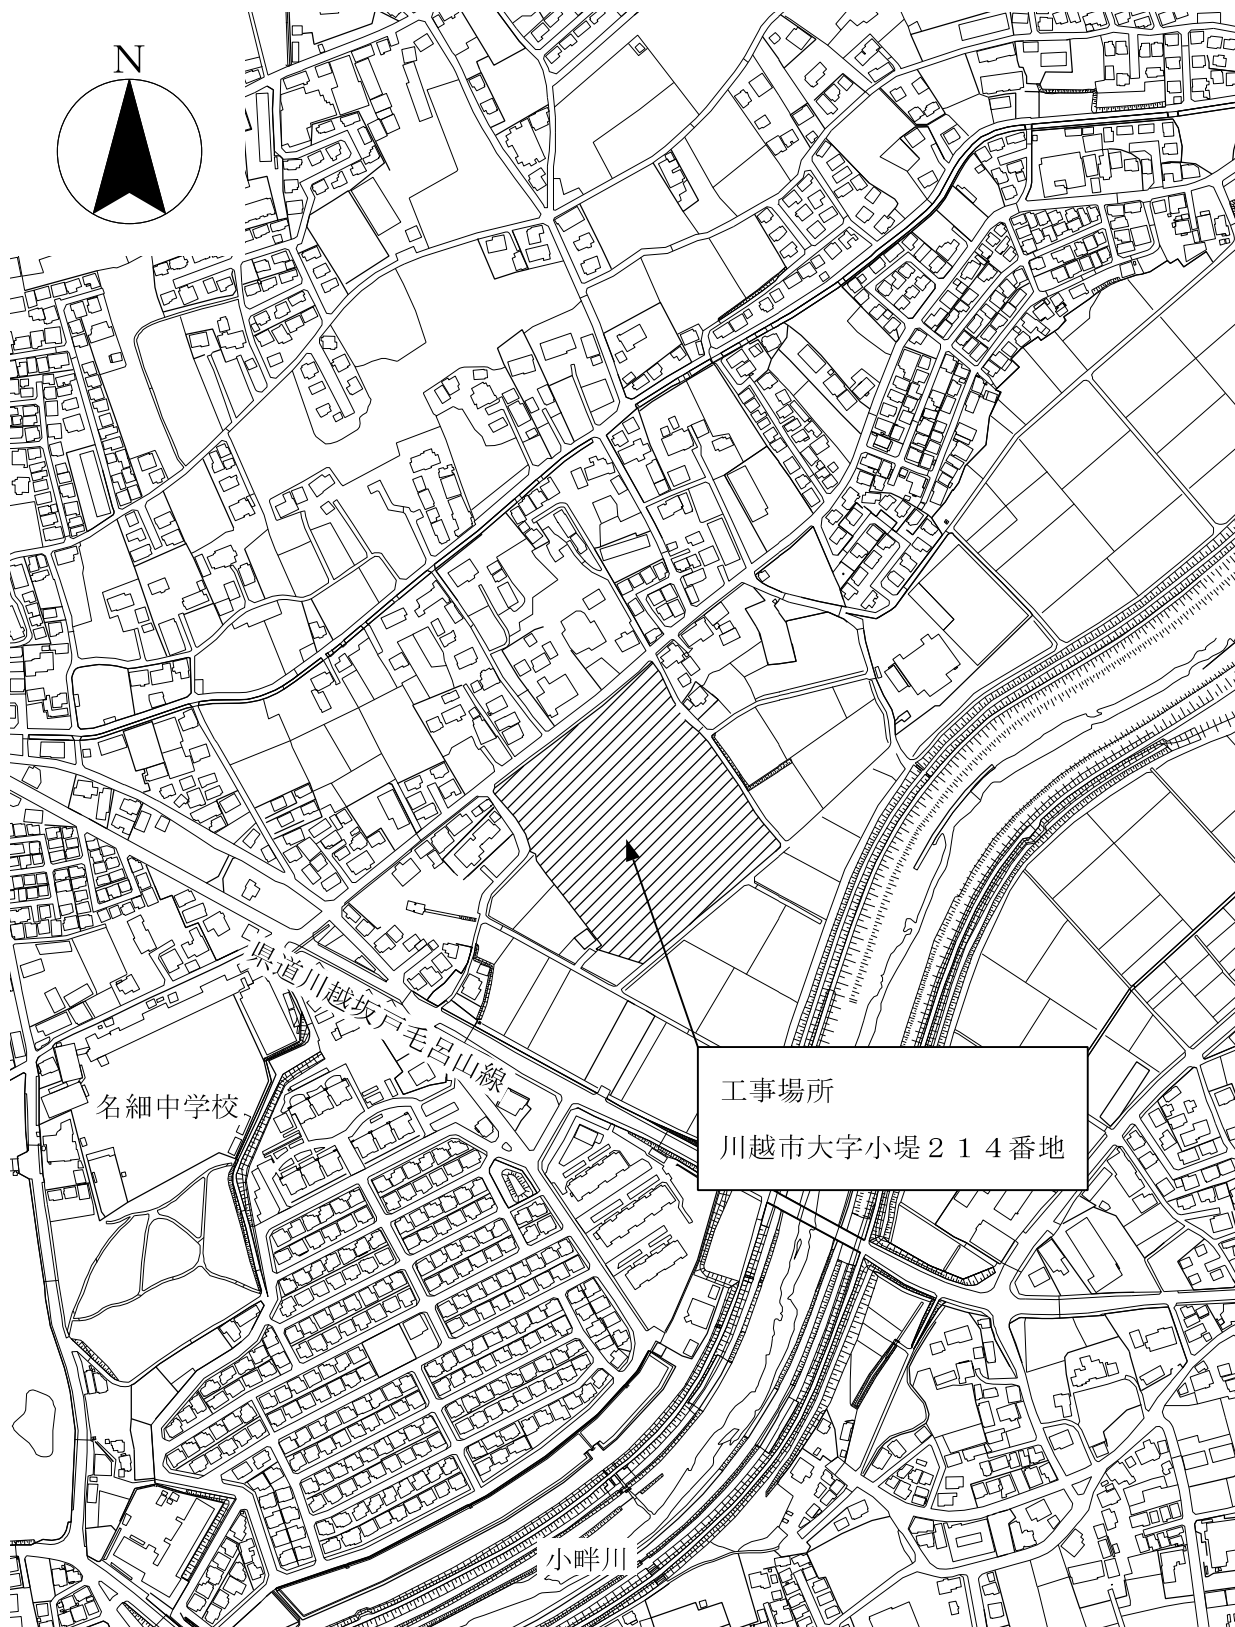 N
県道川越坂戸毛呂山線
名細中学校
工事場所
川越市大字小堤２１４番地
小畔川